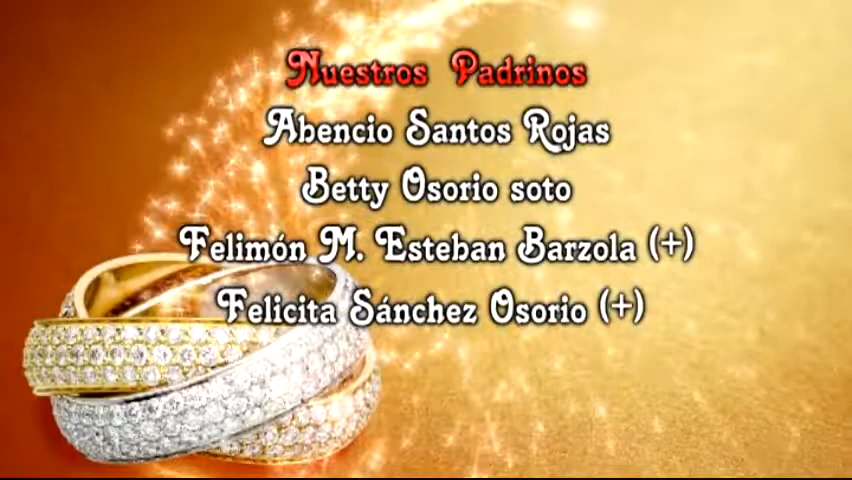 Nuestros Padrinos
Abencio Santos Rojas
Betty Osorio soto
Felimón M. Esteban Barzola (+)
Felicita Sánchez Osorio (+)